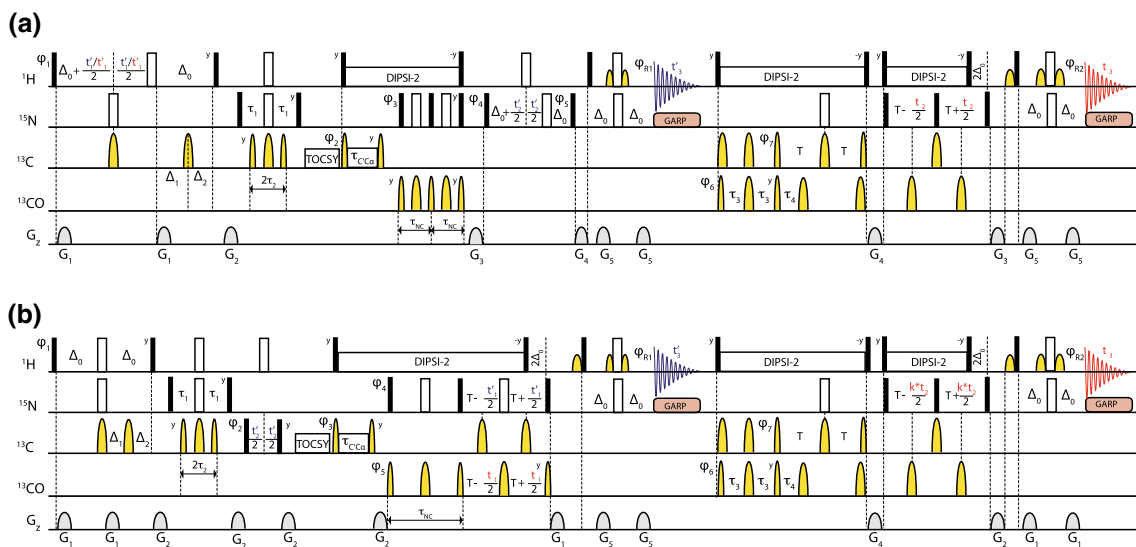 (a)
φ1 Δ0 + t'1/t'1 2 t'1/t'1 2 Δ0 y y -y φR1 t'3 y -y -y 2Δ0 φR2 t3
1H DIPSI-2 DIPSI-2 DIPSI-2
15N τ1 τ1 y φ3 y φ4 Δ0+ t'2 2 t'2 2 φ5 Δ0 Δ0 Δ0 GARP T- t2 2 T+ t2 2 Δ0 Δ0 GARP
13C Δ1 Δ2 y 2τ2 y TOCSY φ2 τC'Cα y φ7 T T y
13CO y y τNC τNC φ6 τ3 τ3 y τ4
Gz G1 G1 G2 G3 G4 G5 G5 G4 G3 G5 G5
(b)
φ1 Δ0 Δ0 y y -y 2Δ0 φR1 t'3 y -y -y 2Δ0 φR2 t3
1H DIPSI-2 DIPSI-2 DIPSI-2
15N τ1 τ1 y φ4 T- t'1 2 T+ t'1 2 y Δ0 Δ0 GARP T- k*t2 2 T+ k*t2 2 Δ0 Δ0 GARP
13C Δ1 Δ2 y y 2τ2 φ2 t'2 2 t'2 2 y TOCSY φ3 τC'Cα y φ7 T T y
13CO φ5 τNC T- t1 2 T+ t1 2 y φ6 τ3 τ3 y τ4
Gz G1 G1 G2 G2 G2 G2 G1 G5 G5 G4 G2 G1 G1